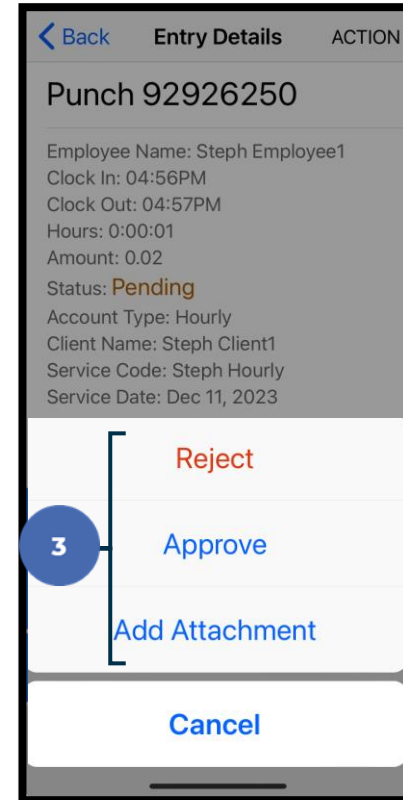 Back Entry Details ACTION
Punch 92926250
Employee Name: Steph Employee1
Clock In: 04:56PM
Clock Out: 04:57PM
Hours: 0:00:01
Amount: 0.02
Status: Pending
Account Type: Hourly
Client Name: Steph Client1
Service Code: Steph Hourly
Service Date: Dec 11, 2023
Reject
3 Approve
Add Attachment
Cancel